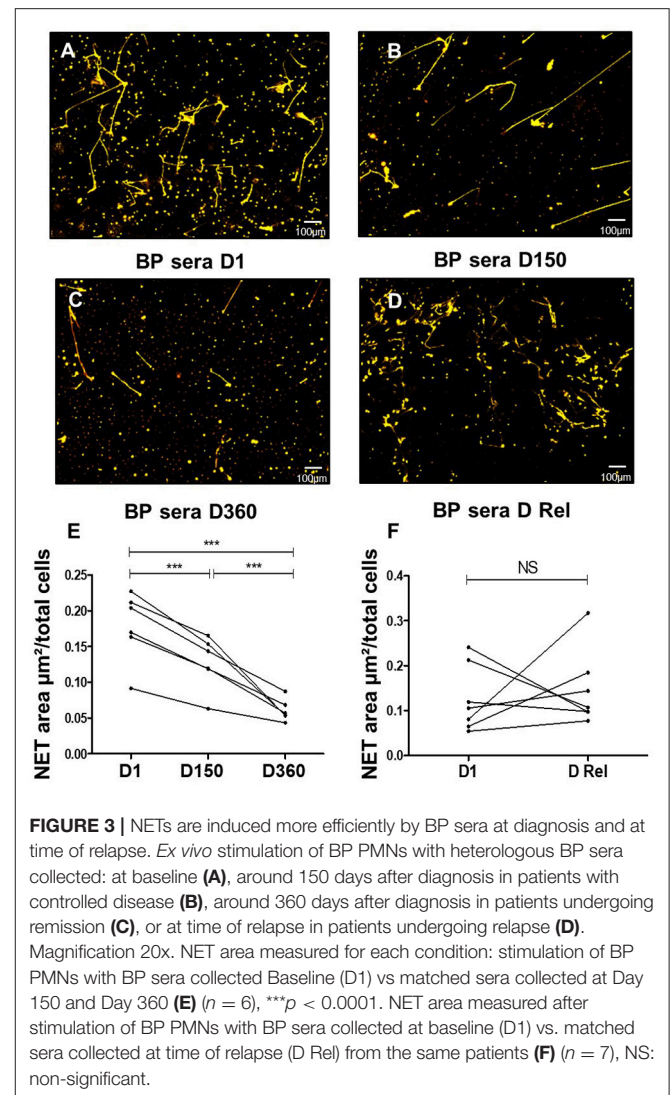 A
B
100µm
100µm
BP sera D1
BP sera D150
C
D
100µm
100µm
BP sera D360
BP sera D Rel
E
***
***
***
NET area µm²/total cells
0.25
0.20
0.15
0.10
0.05
0.00
D1
D150
D360
F
NS
NET area µm²/total cells
0.4
0.3
0.2
0.1
0.0
D1
D Rel
FIGURE 3 | NETs are induced more efficiently by BP sera at diagnosis and at
time of relapse. Ex vivo stimulation of BP PMNs with heterologous BP sera
collected: at baseline (A), around 150 days after diagnosis in patients with
controlled disease (B), around 360 days after diagnosis in patients undergoing
remission (C), or at time of relapse in patients undergoing relapse (D).
Magnification 20x. NET area measured for each condition: stimulation of BP
PMNs with BP sera collected Baseline (D1) vs matched sera collected at Day
150 and Day 360 (E) (n = 6), ***p < 0.0001. NET area measured after
stimulation of BP PMNs with BP sera collected at baseline (D1) vs. matched
sera collected at time of relapse (D Rel) from the same patients (F) (n = 7), NS:
non-significant.